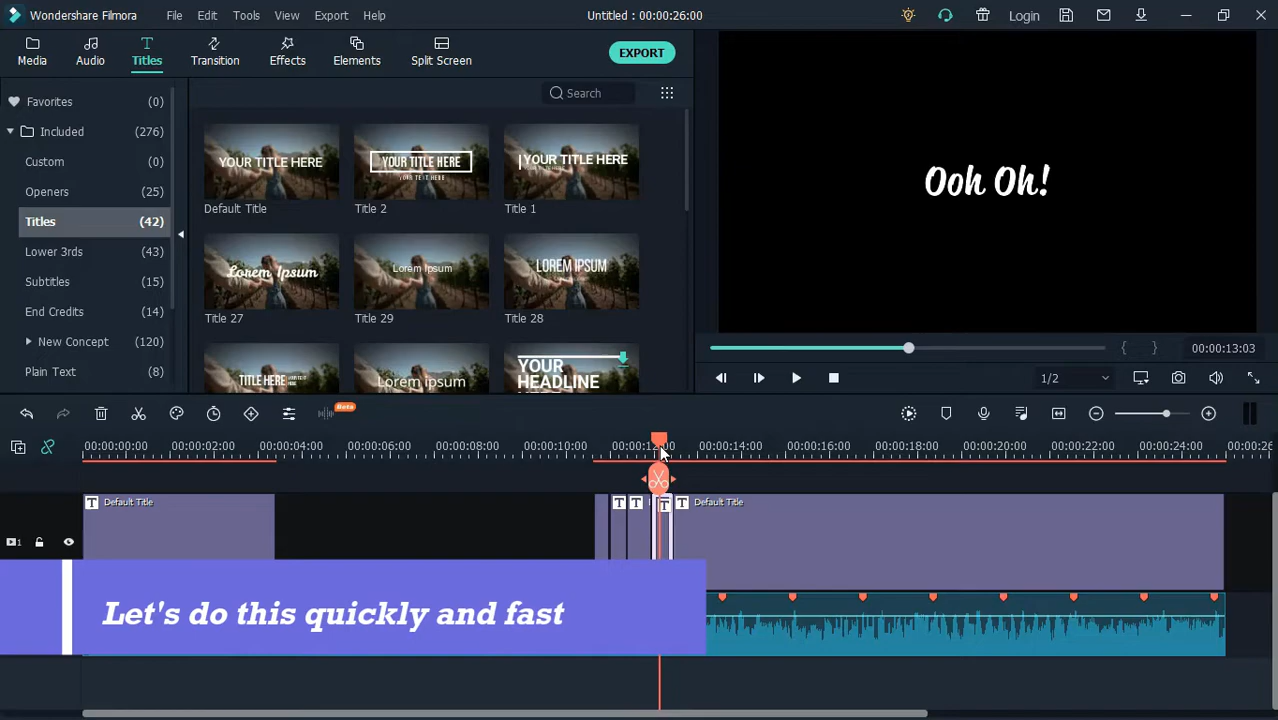 Wondershare Filmora File Edit Tools View Export Help Untitled : 00:00:26:00 Login
Media Audio Titles Transition Effects Elements Split Screen EXPORT
Favorites (0)
Included (276)
Custom (0)
Openers (25)
Titles (42)
Lower 3rds (43)
Subtitles (15)
End Credits (14)
New Concept (120)
Plain Text (8)
Search
YOUR TITLE HERE
Default Title
YOUR TITLE HERE
YOUR TEXT HERE
Title 2
YOUR TITLE HERE
Title 1
Lorem Ipsum
Title 27
Lorem Ipsum
Title 29
LOREM IPSUM
Title 28
TITLE HERE
Lorem ipsum
YOUR
HEADLINE
Ooh Oh!
00:00:13:03
1/2
Beta
00:00:00:00 00:00:02:00 00:00:04:00 00:00:06:00 00:00:08:00 00:00:10:00 00:00:12:00 00:00:14:00 00:00:16:00 00:00:18:00 00:00:20:00 00:00:22:00 00:00:24:00 00:00:26
T Default Title T T T T Default Title
1
Let's do this quickly and fast